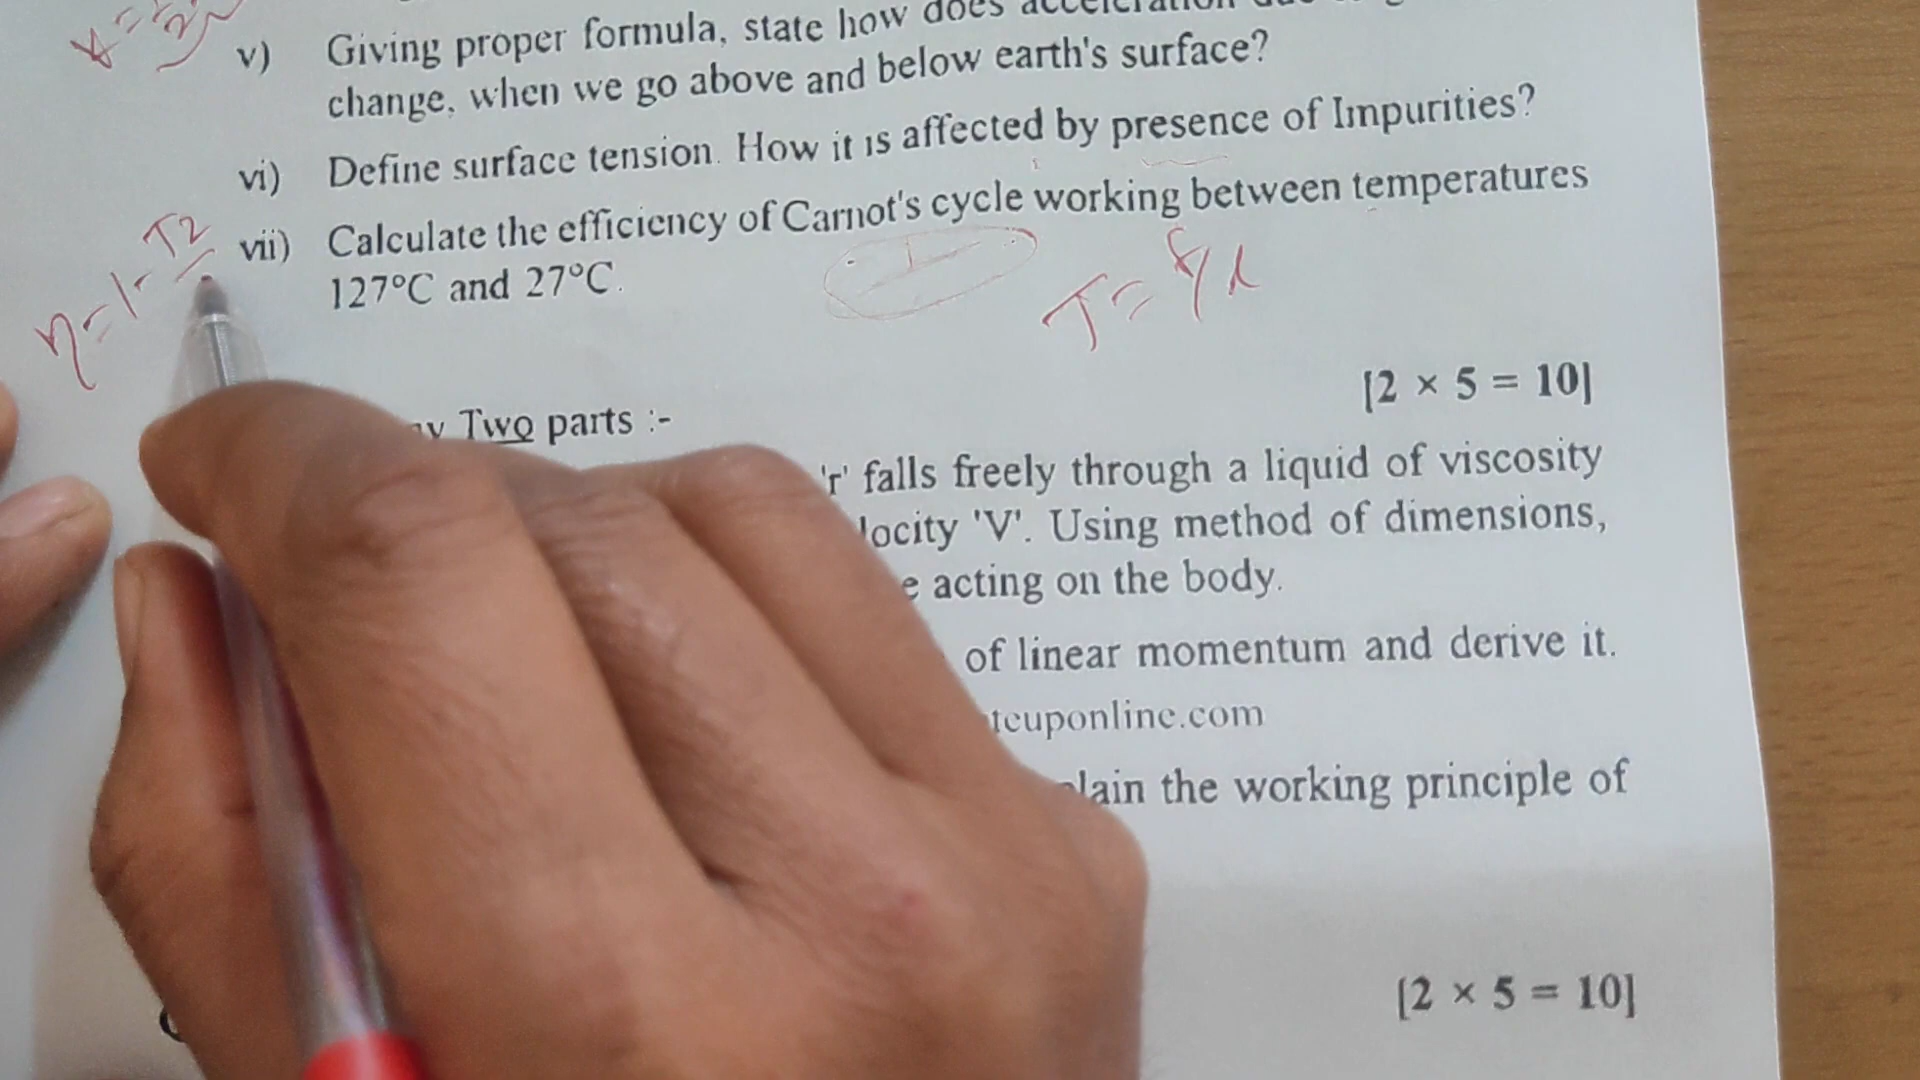 v) Giving proper formula, state how does acceleration
change, when we go above and below earth's surface?
vi) Define surface tension. How it is affected by presence of Impurities?
vii) Calculate the efficiency of Carnot's cycle working between temperatures
127°C and 27°C.
η = 1 - T2
T = F/l
[2 × 5 = 10]
Two parts :-
'r' falls freely through a liquid of viscosity
'V'. Using method of dimensions,
acting on the body.
of linear momentum and derive it.
teuponline.com
the working principle of
[2 × 5 = 10]